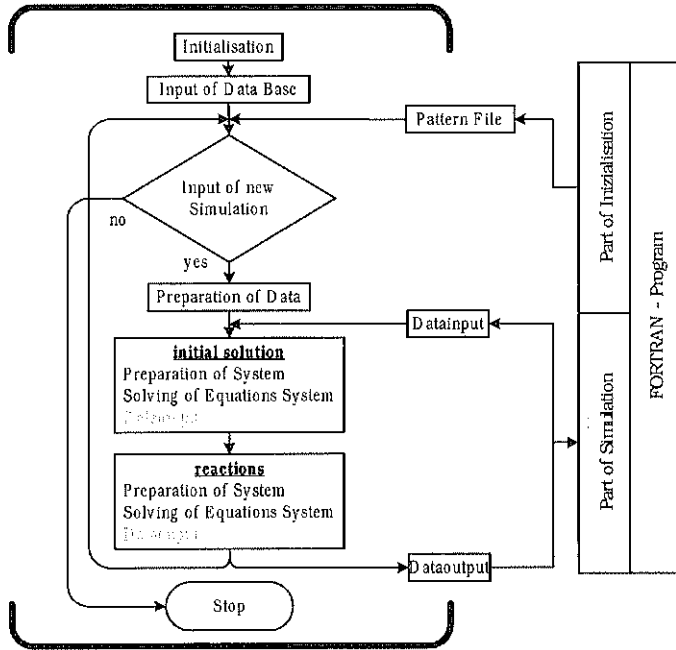 Initialisation
Input of Data Base
Pattern File
Input of new
Simulation
no
yes
Preparation of Data
Datainput
initial solution
Preparation of System
Solving of Equations System
reactions
Preparation of System
Solving of Equations System
Dataoutput
Stop
Part of Inizialisation
Part of Simulation
FORTRAN - Program